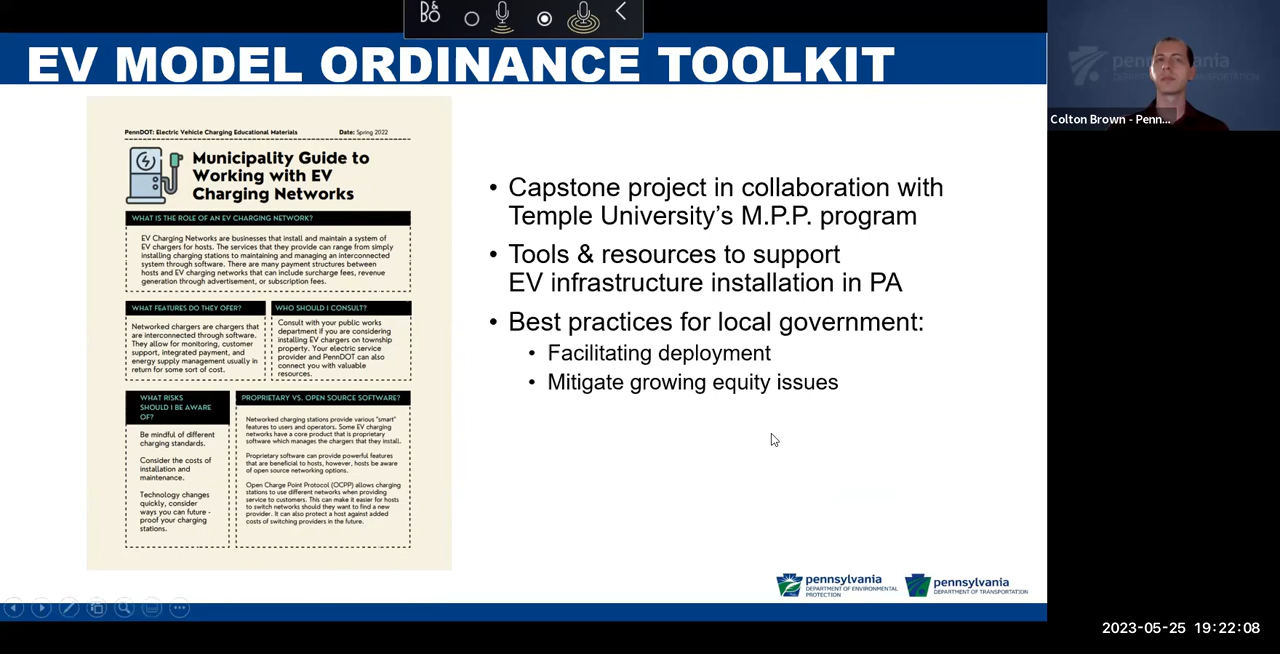 B&O
EV MODEL ORDINANCE TOOLKIT
PennDOT: Electric Vehicle Charging Educational Materials
Date: Spring 2022
Municipality Guide to
Working with EV
Charging Networks
WHAT IS THE ROLE OF AN EV CHARGING NETWORK?
EV Charging Networks are businesses that install and maintain a system of
EV chargers for hosts. The services that they provide can range from simply
installing charging stations to maintaining and managing an interconnected
system through software. There are many payment structures between
hosts and EV charging networks that can include surcharge fees, revenue
generation through advertisement, or subscription fees.
WHAT FEATURES DO THEY OFER?
Networked chargers are chargers that
are interconnected through software.
They allow for monitoring, customer
support, integrated payment, and
energy supply management usually in
return for some sort of cost.
WHO SHOULD I CONSULT?
Consult with your public works
department if you are considering
installing EV chargers on township
property. Your electric service
provider and PennDOT can also
connect you with valuable
resources.
WHAT RISKS
SHOULD I BE AWARE
OF?
Be mindful of different
charging standards.
Consider the costs of
installation and
maintenance.
Technology changes
quickly, consider
ways you can future -
proof your charging
stations.
PROPRIETARY VS. OPEN SOURCE SOFTWARE?
Networked charging stations provide various "smart"
features to users and operators. Some EV charging
networks have a core product that is proprietary
software which manages the chargers that they install.
Proprietary software can provide powerful features
that are beneficial to hosts, however, hosts be aware
of open source networking options.
Open Charge Point Protocol (OCPP) allows charging
stations to use different networks when providing
service to customers. This can make it easier for hosts
to switch networks should they want to find a new
provider. It can also protect a host against added
costs of switching providers in the future.
• Capstone project in collaboration with
Temple University's M.P.P. program
• Tools & resources to support
EV infrastructure installation in PA
• Best practices for local government:
• Facilitating deployment
• Mitigate growing equity issues
pennsylvania
DEPARTMENT OF ENVIRONMENTAL
PROTECTION
pennsylvania
DEPARTMENT OF TRANSPORTATION
Colton Brown - Penn...
2023-05-25 19:22:08